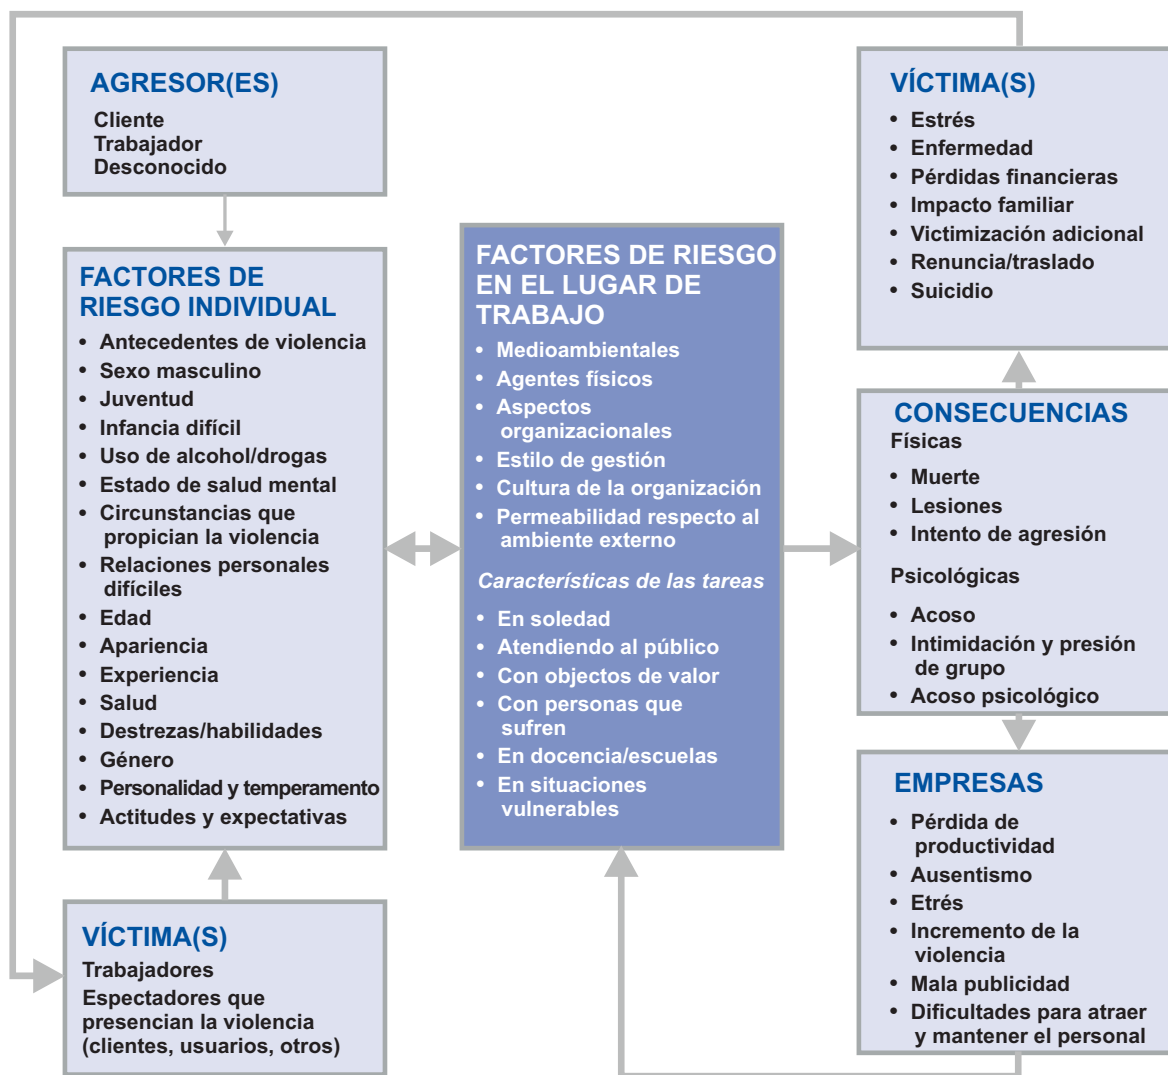 AGRESOR(ES)
Cliente
Trabajador
Desconocido
FACTORES DE
RIESGO INDIVIDUAL
• Antecedentes de violencia
• Sexo masculino
• Juventud
• Infancia difícil
• Uso de alcohol/drogas
• Estado de salud mental
• Circunstancias que
propician la violencia
• Relaciones personales
difíciles
• Edad
• Apariencia
• Experiencia
• Salud
• Destrezas/habilidades
• Género
• Personalidad y temperamento
• Actitudes y expectativas
VÍCTIMA(S)
Trabajadores
Espectadores que
presencian la violencia
(clientes, usuarios, otros)
FACTORES DE RIESGO
EN EL LUGAR DE
TRABAJO
• Medioambientales
• Agentes físicos
• Aspectos
organizacionales
• Estilo de gestión
• Cultura de la organización
• Permeabilidad respecto al
ambiente externo
Características de las tareas
• En soledad
• Atendiendo al público
• Con objetos de valor
• Con personas que
sufren
• En docencia/escuelas
• En situaciones
vulnerables
VÍCTIMA(S)
• Estrés
• Enfermedad
• Pérdidas financieras
• Impacto familiar
• Victimización adicional
• Renuncia/traslado
• Suicidio
CONSECUENCIAS
Físicas
• Muerte
• Lesiones
• Intento de agresión
Psicológicas
• Acoso
• Intimidación y presión
de grupo
• Acoso psicológico
EMPRESAS
• Pérdida de
productividad
• Ausentismo
• Etrés
• Incremento de la
violencia
• Mala publicidad
• Dificultades para atraer
y mantener el personal